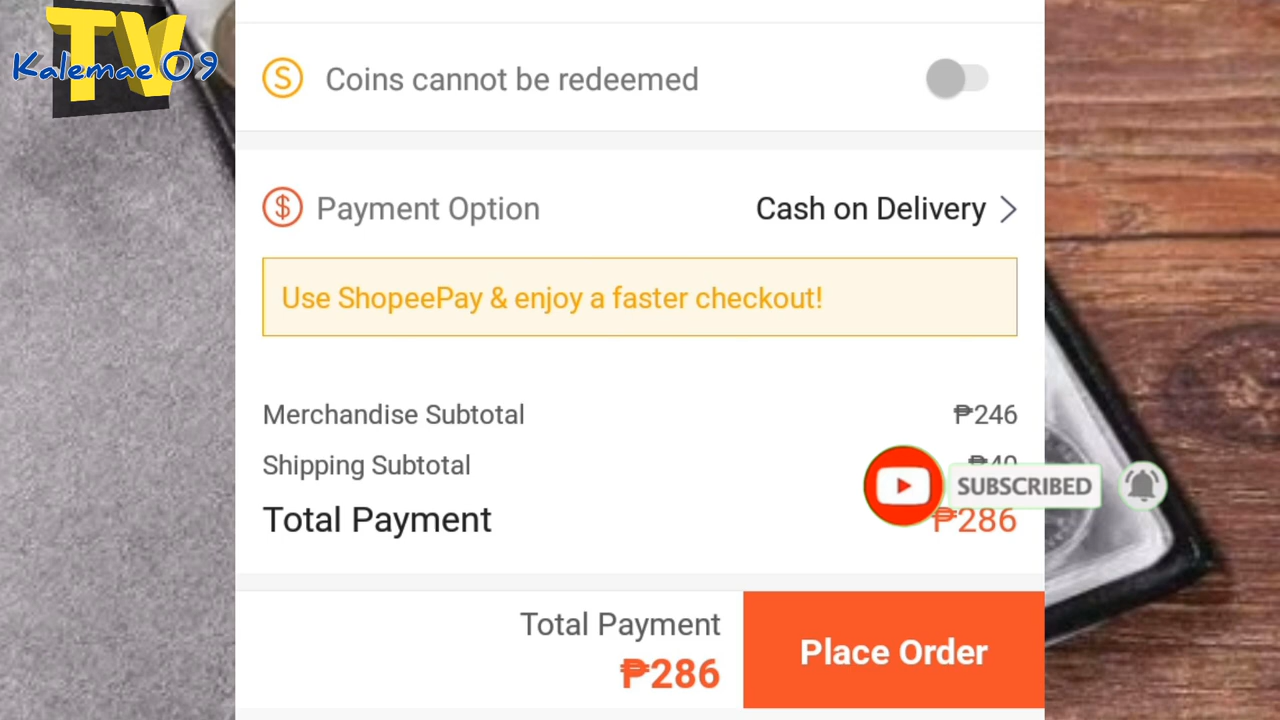 TV
Kalemae 09
Coins cannot be redeemed
Payment Option
Cash on Delivery
Use ShopeePay & enjoy a faster checkout!
Merchandise Subtotal
₱246
Shipping Subtotal
₱40
SUBSCRIBED
Total Payment
₱286
Total Payment
₱286
Place Order